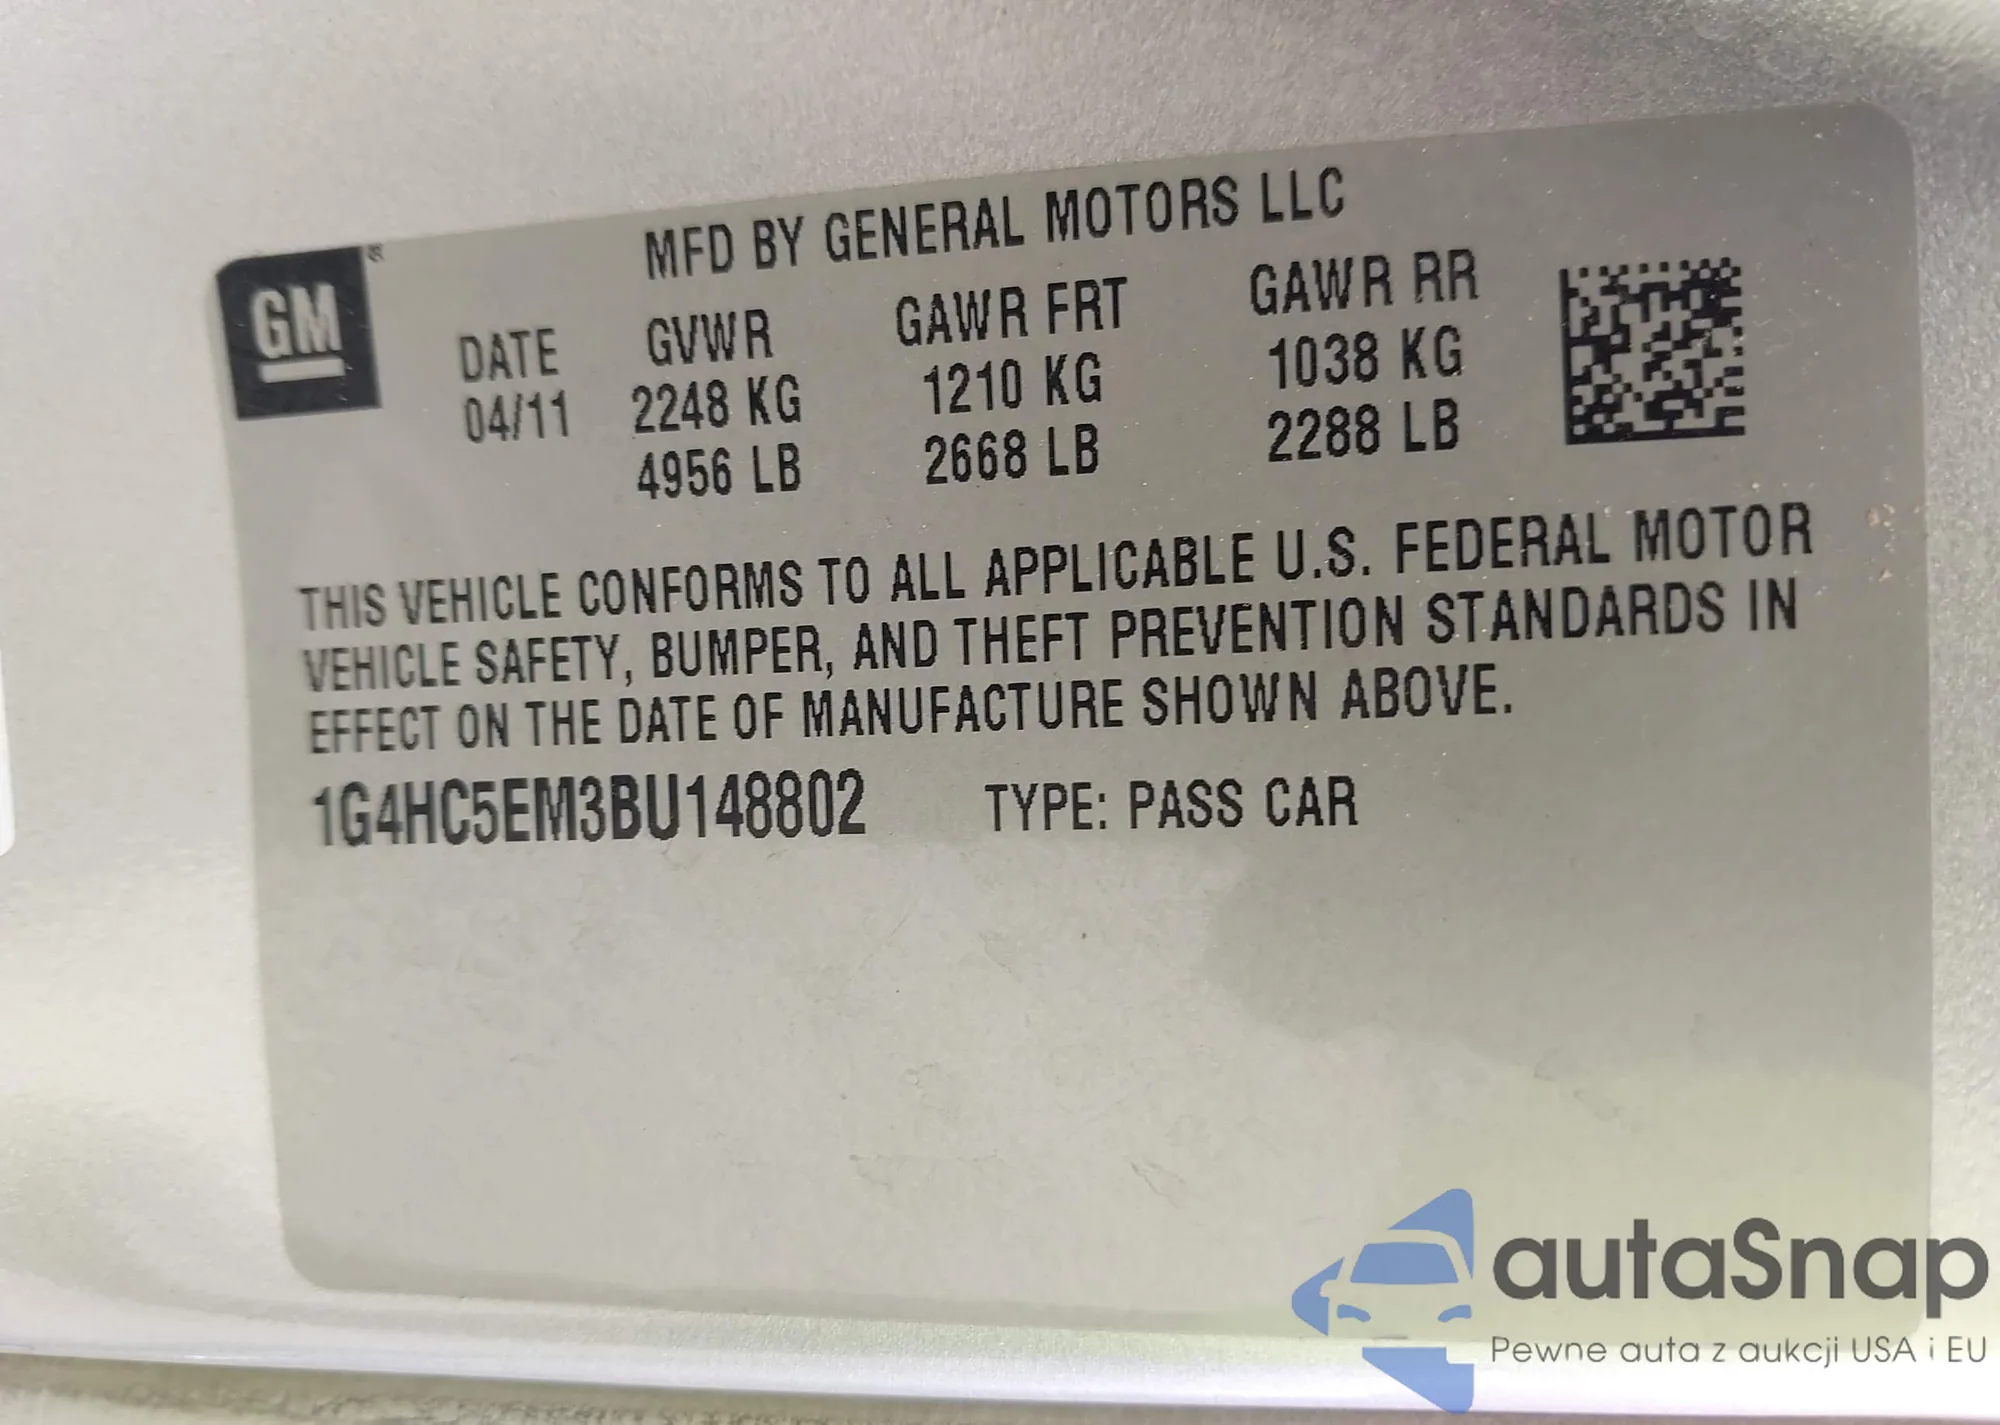 MFD BY GENERAL MOTORS LLC
GM
®
DATE GVWR GAWR FRT GAWR RR
04/11 2248 KG 1210 KG 1038 KG
4956 LB 2668 LB 2288 LB
THIS VEHICLE CONFORMS TO ALL APPLICABLE U.S. FEDERAL MOTOR
VEHICLE SAFETY, BUMPER, AND THEFT PREVENTION STANDARDS IN
EFFECT ON THE DATE OF MANUFACTURE SHOWN ABOVE.
1G4HC5EM3BU148802 TYPE: PASS CAR
autaSnap
Pewne auta z aukcji USA i EU